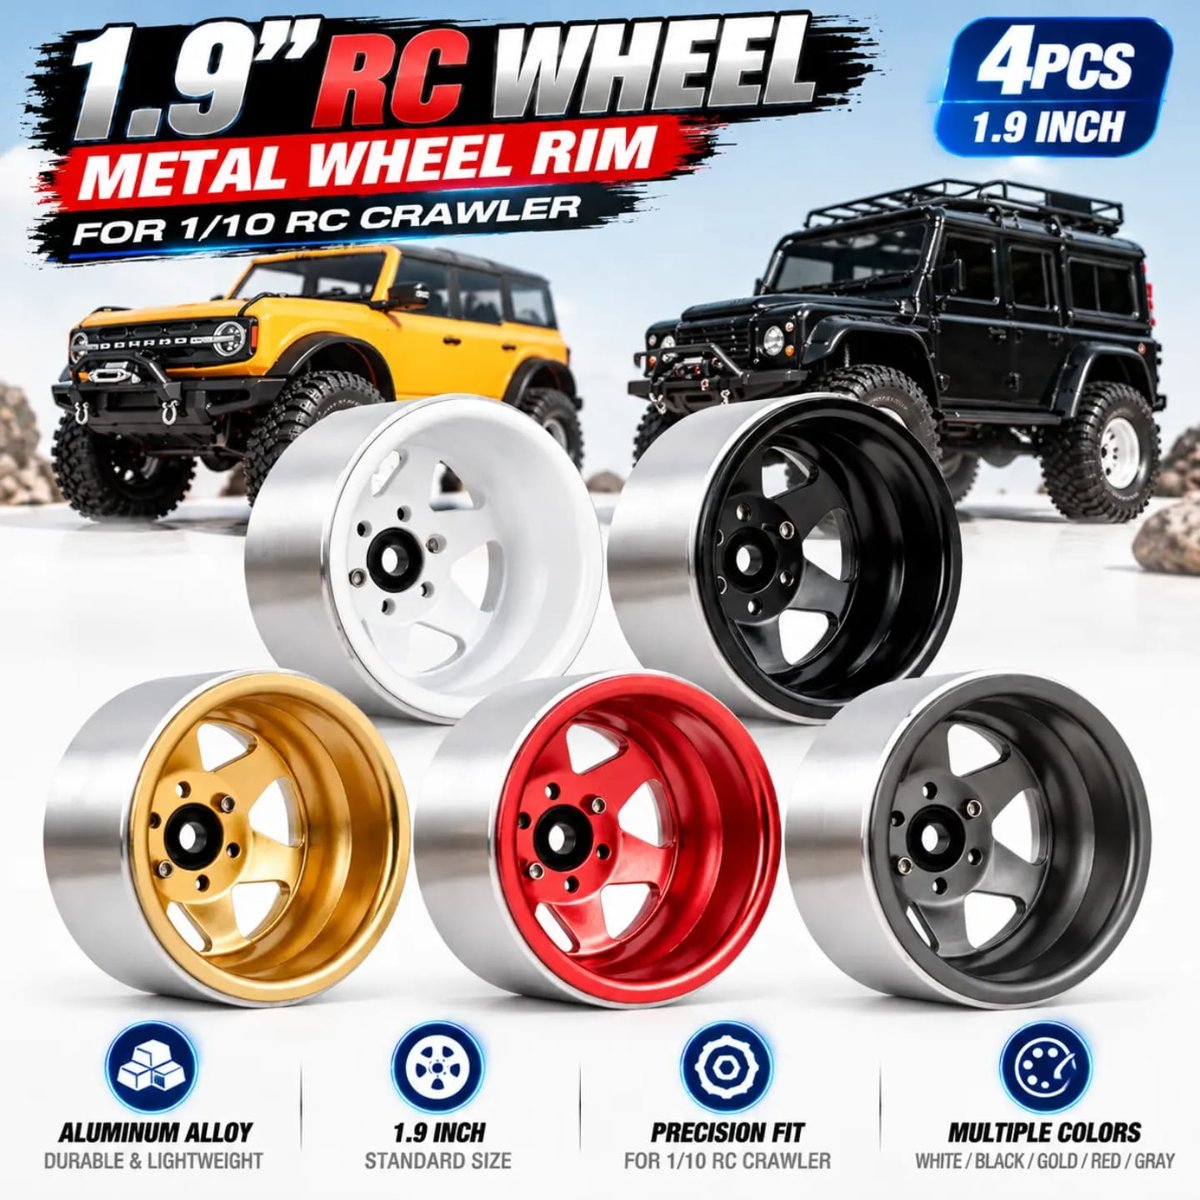 1.9" RC WHEEL
METAL WHEEL RIM
FOR 1/10 RC CRAWLER
4PCS
1.9 INCH
ALUMINUM ALLOY
DURABLE & LIGHTWEIGHT
1.9 INCH
STANDARD SIZE
PRECISION FIT
FOR 1/10 RC CRAWLER
MULTIPLE COLORS
WHITE / BLACK / GOLD / RED / GRAY